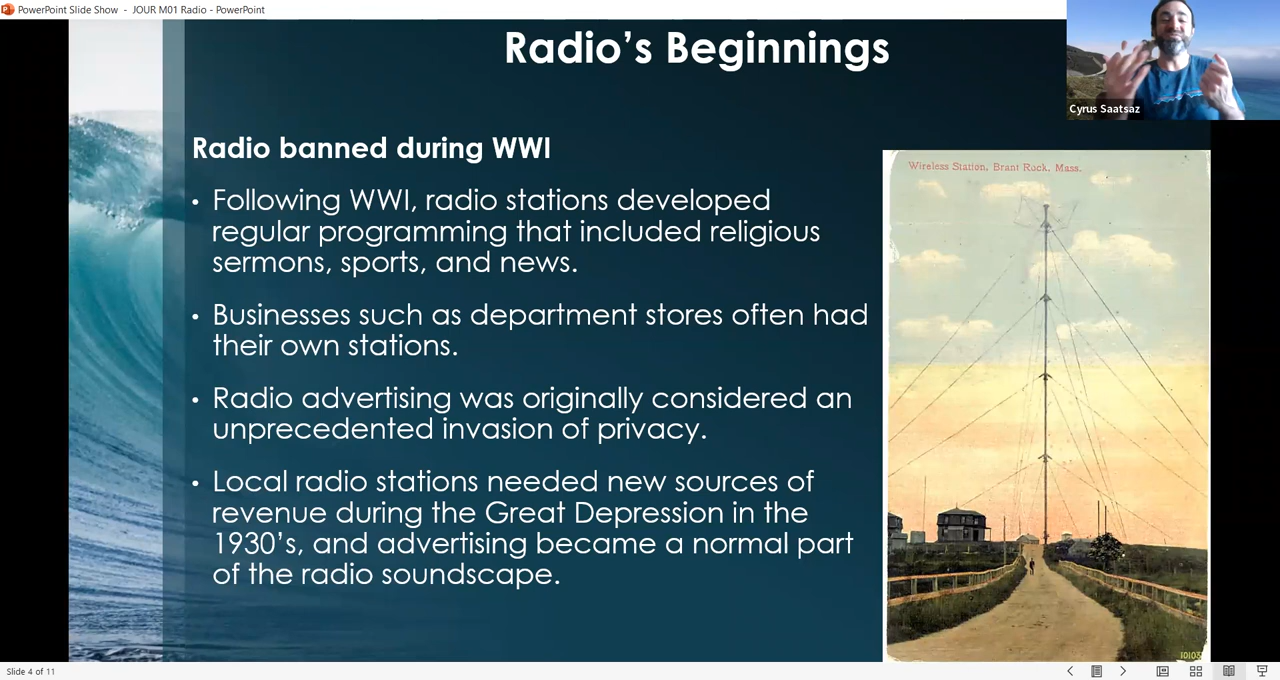 PowerPoint Slide Show - JOUR M01 Radio - PowerPoint
Radio’s Beginnings
Cyrus Saatsaz
Radio banned during WWI
• Following WWI, radio stations developed
regular programming that included religious
sermons, sports, and news.
• Businesses such as department stores often had
their own stations.
• Radio advertising was originally considered an
unprecedented invasion of privacy.
• Local radio stations needed new sources of
revenue during the Great Depression in the
1930’s, and advertising became a normal part
of the radio soundscape.
Wireless Station, Brant Rock, Mass.
10103
Slide 4 of 11